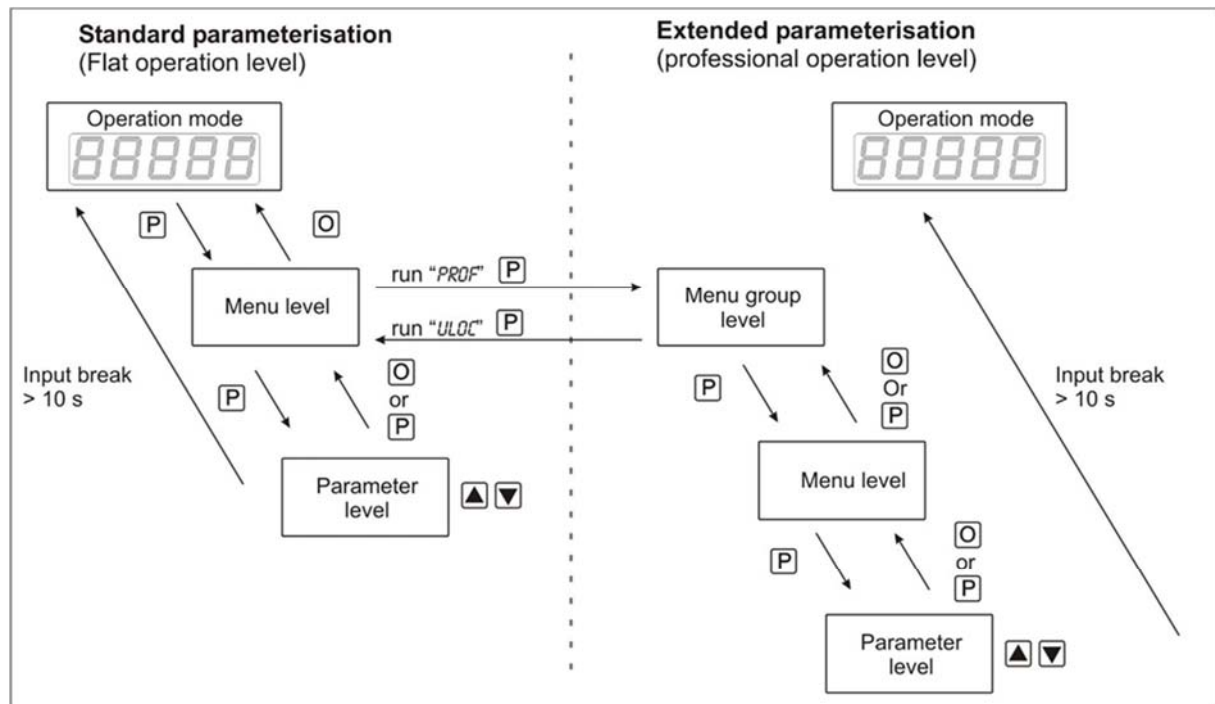 Standard parameterisation
(Flat operation level)
Operation mode
88888
P
O
Menu level
run “PROF” P
run “ULOC” P
Input break
> 10 s
P
O
or
P
Parameter
level
▲ ▼
Extended parameterisation
(professional operation level)
Operation mode
88888
Menu group
level
P
O
Or
P
Input break
> 10 s
Menu level
P
O
or
P
Parameter
level
▲ ▼